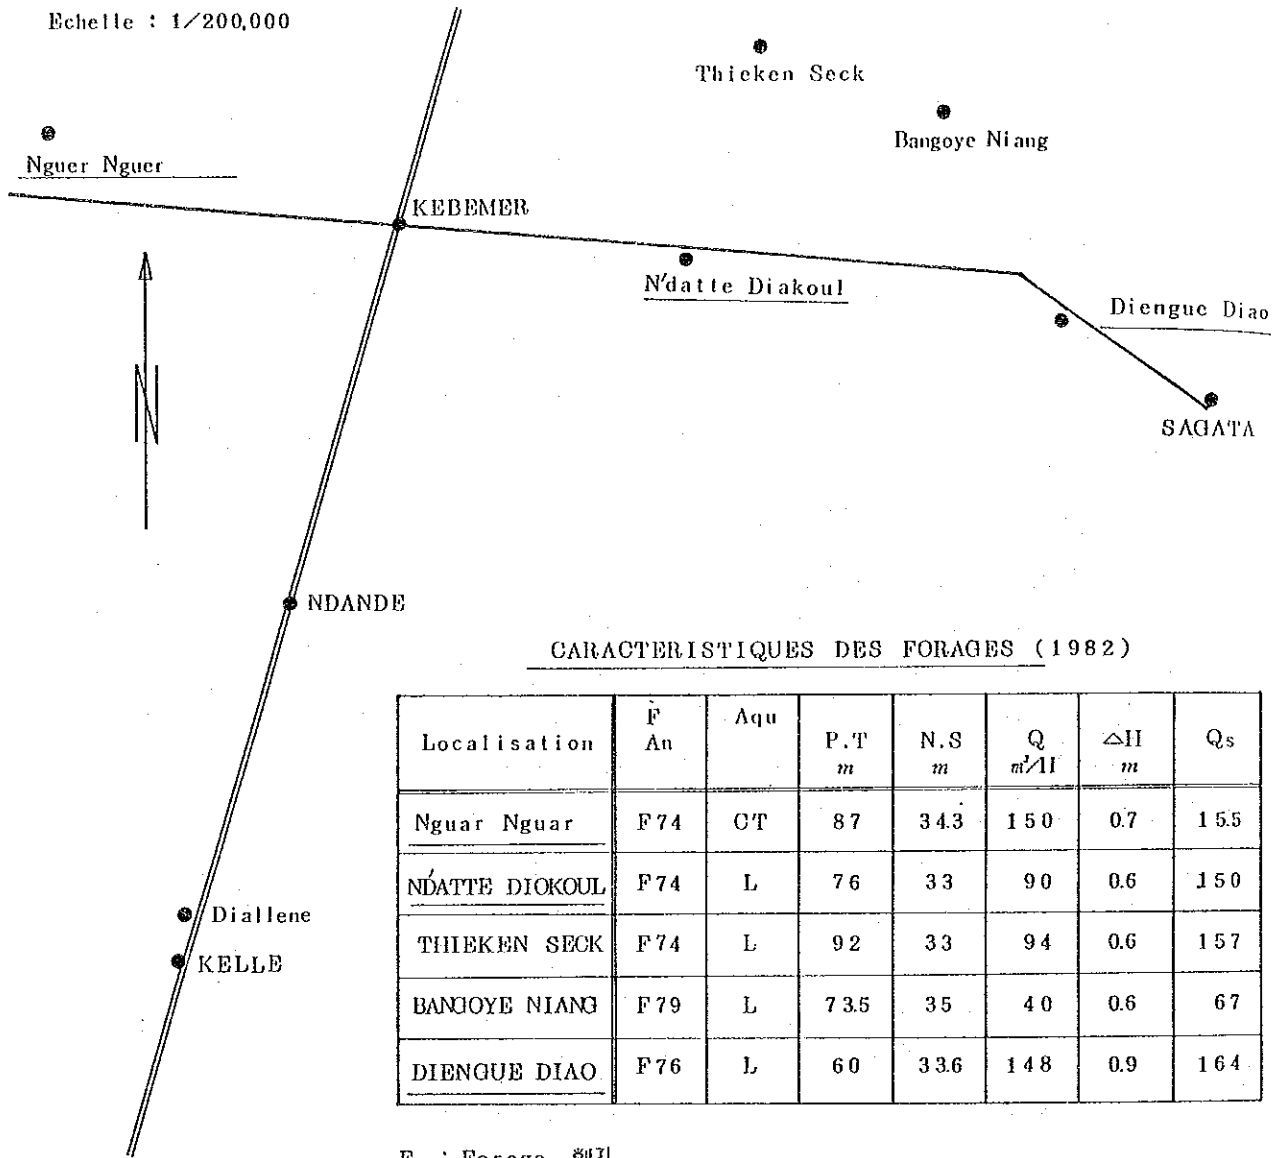 Echelle : 1/200,000
Thieken Seck
Bangoye Niang
Nguer Nguer
KEBEMER
N'datte Diakoul
Diengue Diao
SAGATA
N
NDANDE
Diallene
KELLE
CARACTERISTIQUES DES FORAGES (1982)
Localisation F An Aqu P.T m N.S m Q m³/H △H m Qs
Nguar Nguar F74 CT 87 34.3 150 0.7 155
N'DATTE DIOKOUL F74 L 76 33 90 0.6 150
THIEKEN SECK F74 L 92 33 94 0.6 157
BANGOYE NIANG F79 L 73.5 35 40 0.6 67
DIENGUE DIAO F76 L 60 33.6 148 0.9 164
F : Forage